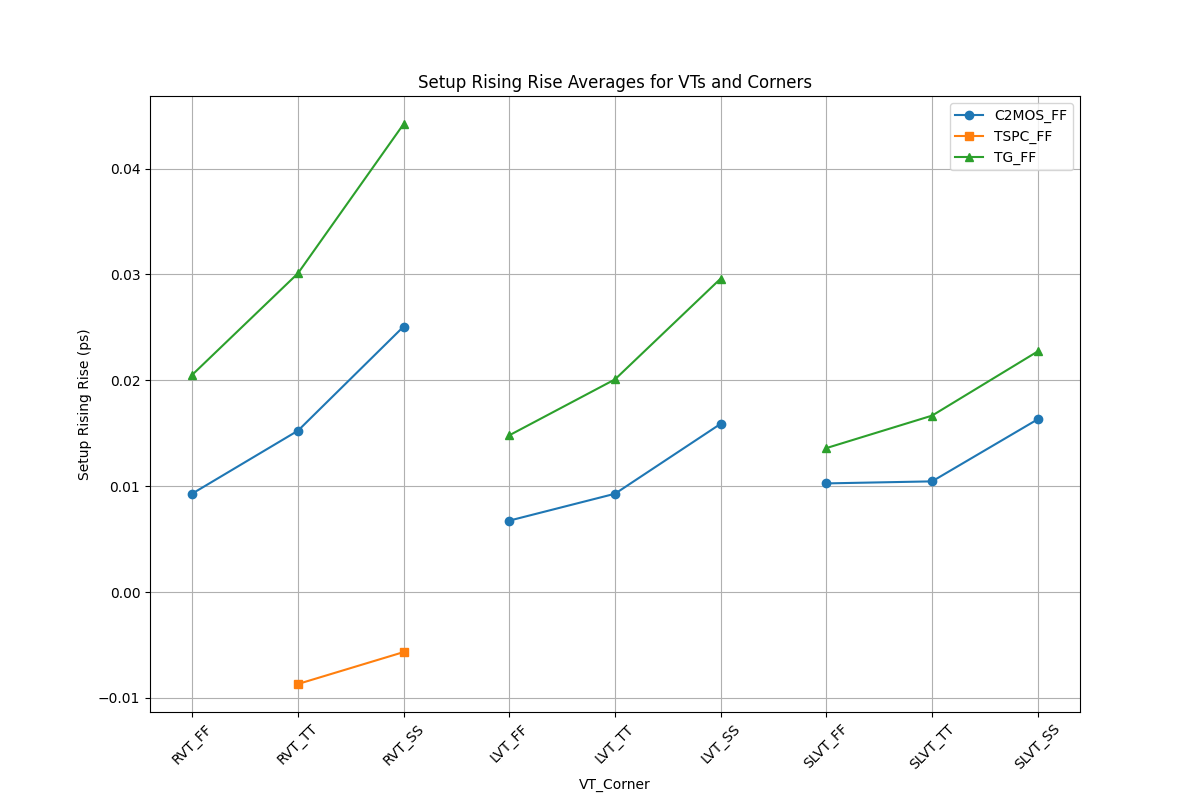 Setup Rising Rise Averages for VTs and Corners
C2MOS_FF
TSPC_FF
TG_FF
Setup Rising Rise (ps)
0.04
0.03
0.02
0.01
0.00
−0.01
RVT_FF
RVT_TT
RVT_SS
LVT_FF
LVT_TT
LVT_SS
SLVT_FF
SLVT_TT
SLVT_SS
VT_Corner